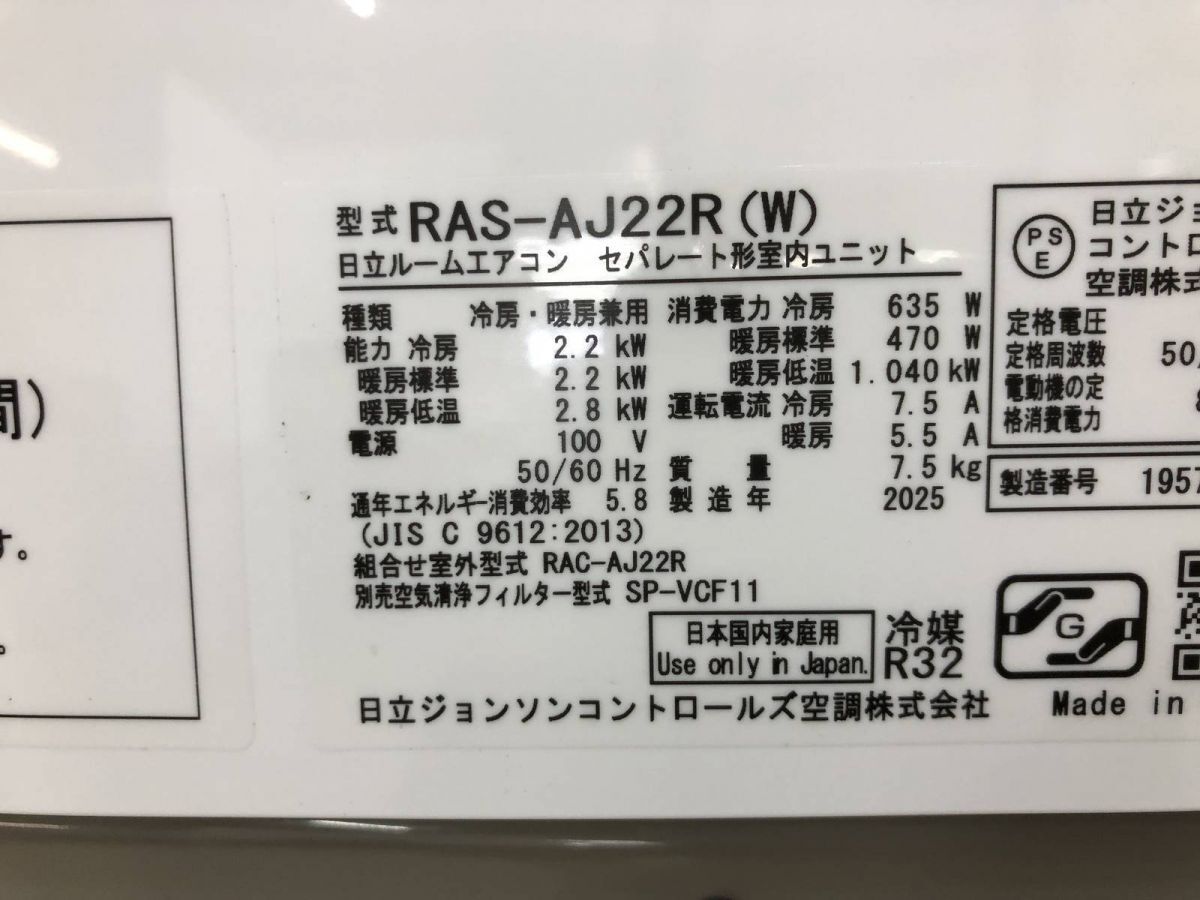 間)
す。
。
型式 RAS-AJ22R(W)
日立ルームエアコン セパレート形室内ユニット
種類 冷房・暖房兼用
能力 冷房 2.2 kW
暖房標準 2.2 kW
暖房低温 2.8 kW
電源 100 V
50/60 Hz
通年エネルギー消費効率 5.8
(JIS C 9612:2013)
組合せ室外型式 RAC-AJ22R
別売空気清浄フィルター型式 SP-VCF11
消費電力 冷房 635 W
暖房標準 470 W
暖房低温 1.040 kW
運転電流 冷房 7.5 A
暖房 5.5 A
質量 7.5 kg
製造年 2025
日本国内家庭用
Use only in Japan.
冷媒
R32
日立ジョンソンコントロールズ空調株式会社
PS
E
日立ジョ
コントロ
空調株式
定格電圧
定格周波数 50/
電動機の定
格消費電力 8
製造番号 1957
G
Made in